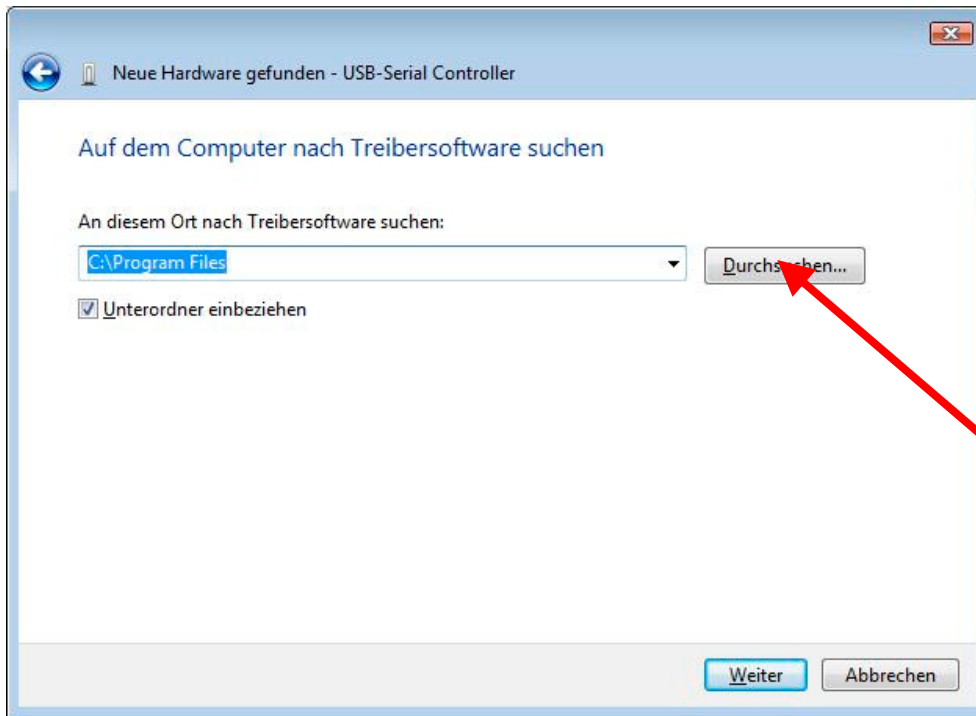 Neue Hardware gefunden - USB-Serial Controller
Auf dem Computer nach Treibersoftware suchen
An diesem Ort nach Treibersoftware suchen:
C:\Program Files
Durchsuchen...
Unterordner einbeziehen
Weiter
Abbrechen